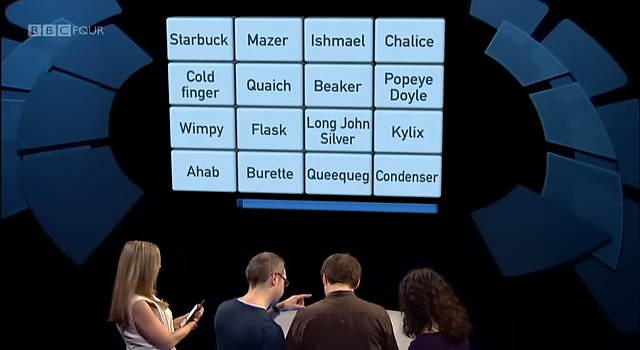 BBC FOUR
Starbuck Mazer Ishmael Chalice
Cold finger Quaich Beaker Popeye Doyle
Wimpy Flask Long John Silver Kylix
Ahab Burette Queequeg Condenser